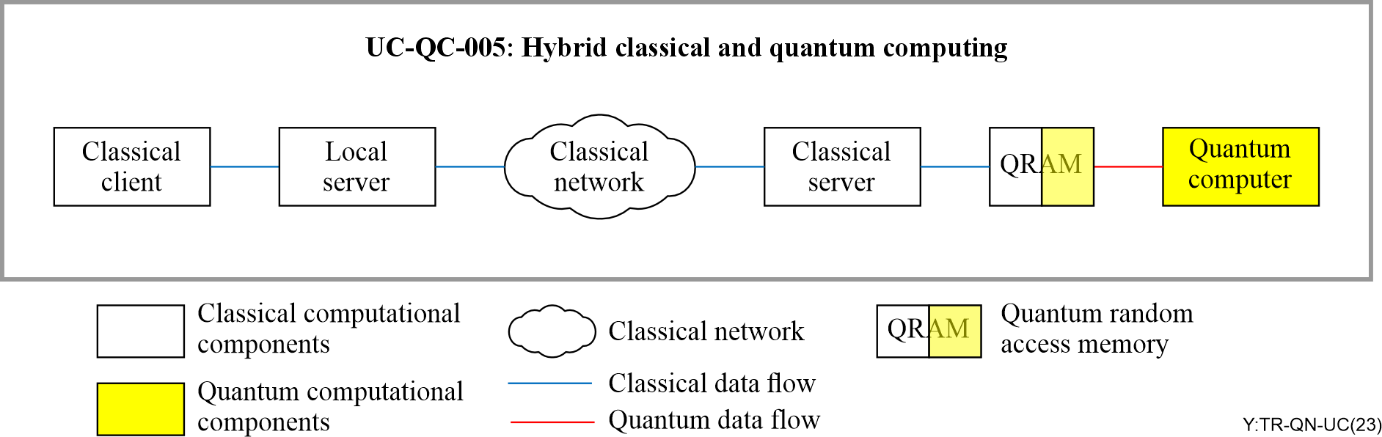 UC-QC-005: Hybrid classical and quantum computing
Classical
client
Local
server
Classical
network
Classical
server
QRAM
Quantum
computer
Classical computational
components
Classical network
QRAM
Quantum random
access memory
Quantum computational
components
Classical data flow
Quantum data flow
Y:TR-QN-UC(23)